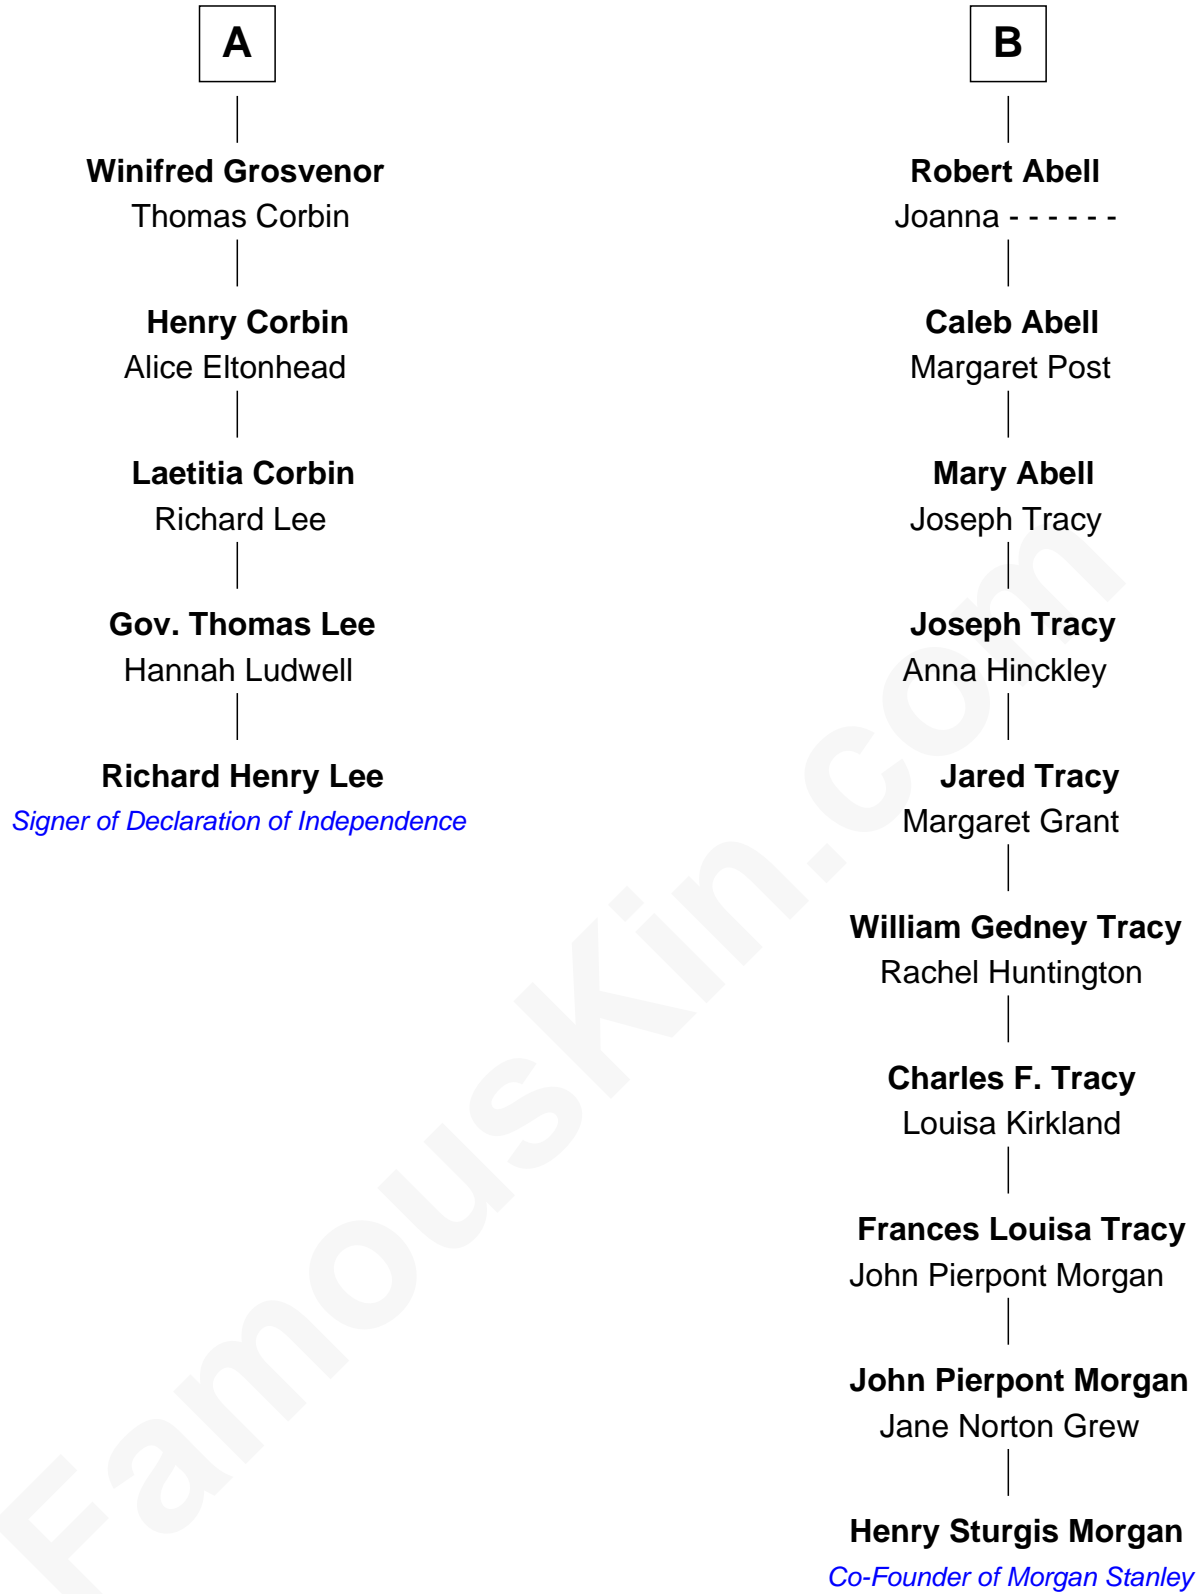 A
Winifred Grosvenor
Thomas Corbin
Henry Corbin
Alice Eltonhead
Laetitia Corbin
Richard Lee
Gov. Thomas Lee
Hannah Ludwell
Richard Henry Lee
Signer of Declaration of Independence
B
Robert Abell
Joanna - - - - - -
Caleb Abell
Margaret Post
Mary Abell
Joseph Tracy
Joseph Tracy
Anna Hinckley
Jared Tracy
Margaret Grant
William Gedney Tracy
Rachel Huntington
Charles F. Tracy
Louisa Kirkland
Frances Louisa Tracy
John Pierpont Morgan
John Pierpont Morgan
Jane Norton Grew
Henry Sturgis Morgan
Co-Founder of Morgan Stanley
FamousKin.com